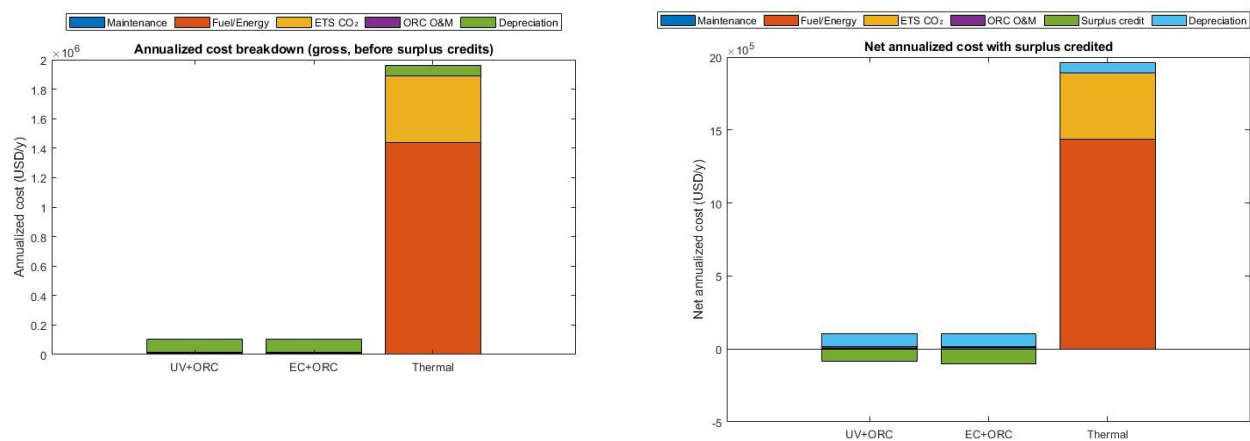 Maintenance Fuel/Energy ETS CO₂ ORC O&M Depreciation
Annualized cost breakdown (gross, before surplus credits)
×10⁶
2
1.8
1.6
1.4
1.2
1
0.8
0.6
0.4
0.2
0
Annualized cost (USD/y)
UV+ORC EC+ORC Thermal
Maintenance Fuel/Energy ETS CO₂ ORC O&M Surplus credit Depreciation
Net annualized cost with surplus credited
×10⁵
20
15
10
5
0
-5
Net annualized cost (USD/y)
UV+ORC EC+ORC Thermal